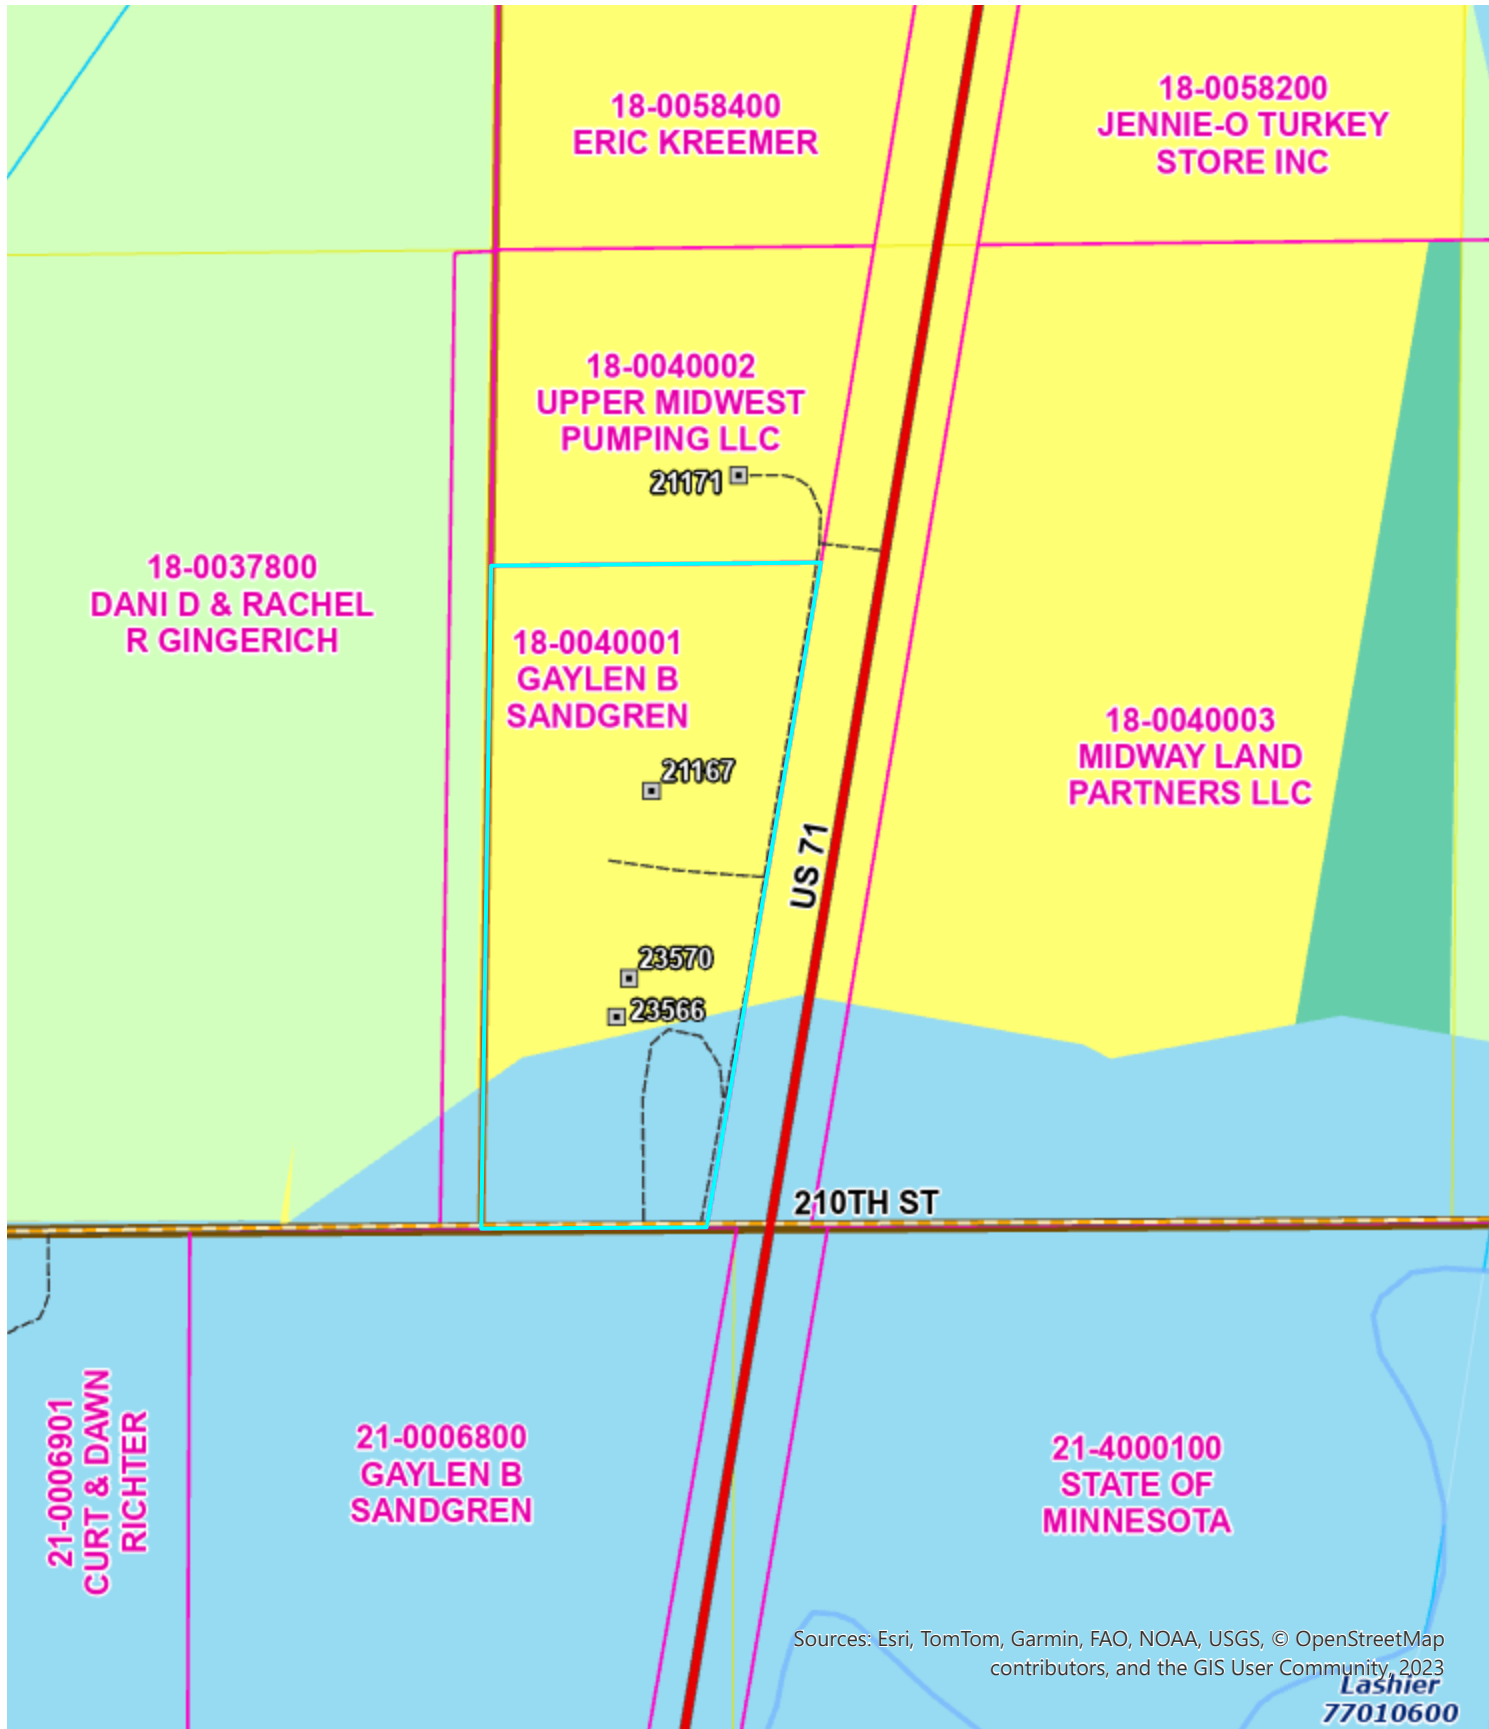 18-0058400
ERIC KREEMER
18-0058200
JENNIE-O TURKEY
STORE INC
18-0040002
UPPER MIDWEST
PUMPING LLC
21171
18-0037800
DANI D & RACHEL
R GINGERICH
18-0040001
GAYLEN B
SANDGREN
21167
18-0040003
MIDWAY LAND
PARTNERS LLC
US 71
23570
23566
210TH ST
21-0006901
CURT & DAWN
RICHTER
21-0006800
GAYLEN B
SANDGREN
21-4000100
STATE OF
MINNESOTA
Sources: Esri, TomTom, Garmin, FAO, NOAA, USGS, © OpenStreetMap
contributors, and the GIS User Community, 2023
Lashier
77010600